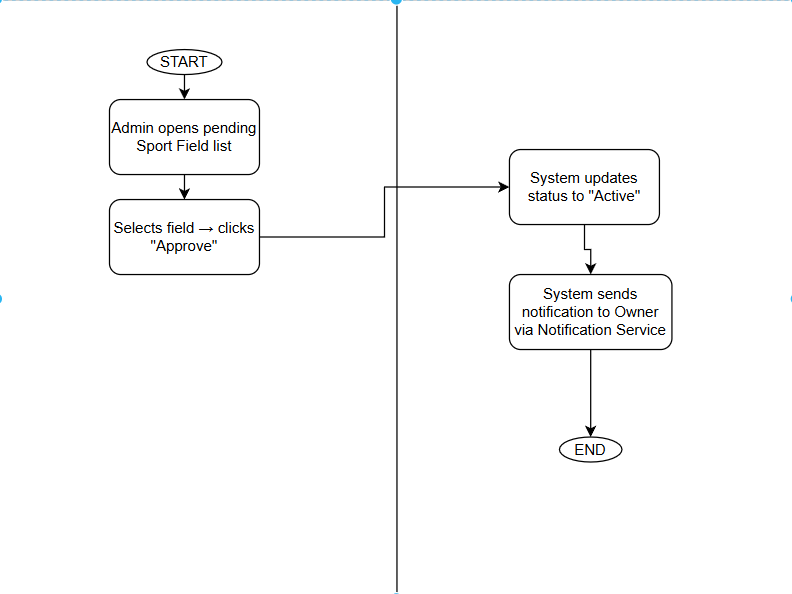 START
Admin opens pending
Sport Field list
Selects field → clicks
"Approve"
System updates
status to "Active"
System sends
notification to Owner
via Notification Service
END